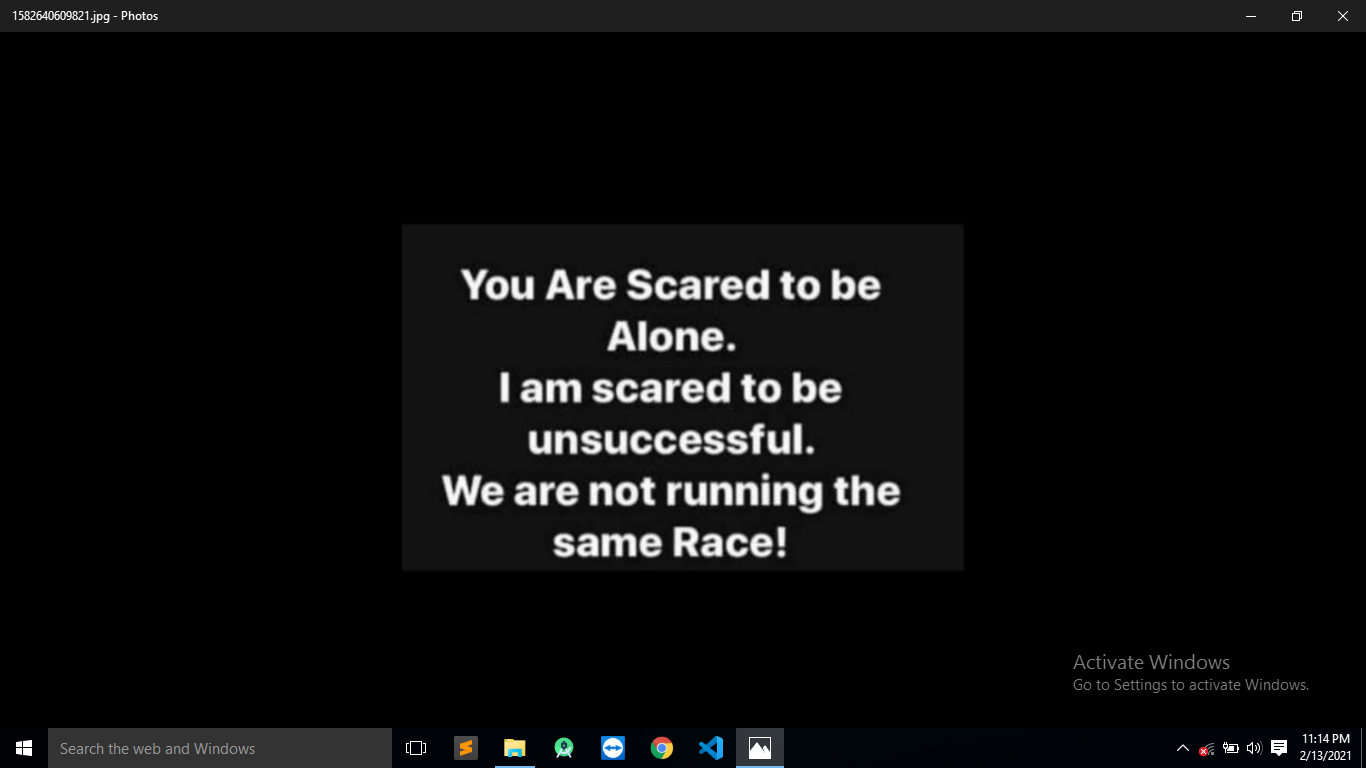 1582640609821.jpg - Photos
You Are Scared to be
Alone.
I am scared to be
unsuccessful.
We are not running the
same Race!
Activate Windows
Go to Settings to activate Windows.
Search the web and Windows
11:14 PM
2/13/2021